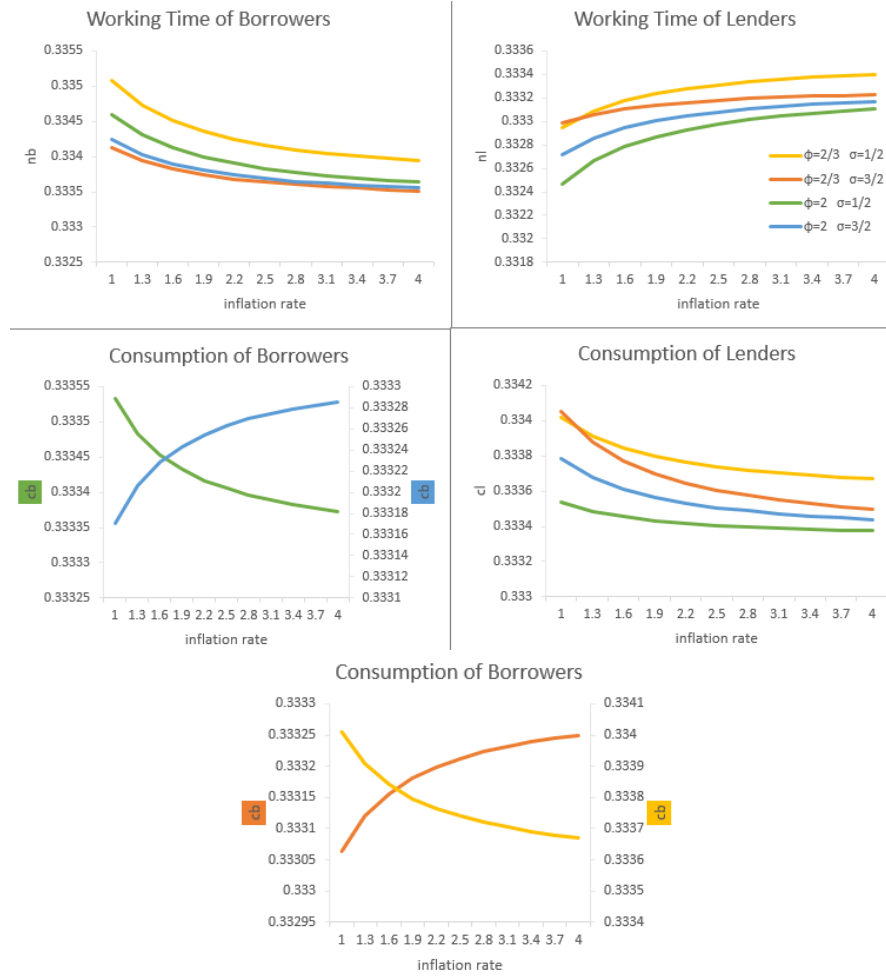 Working Time of Borrowers
0.3355
0.335
0.3345
0.334
0.3335
0.333
0.3325
nb
1 1.3 1.6 1.9 2.2 2.5 2.8 3.1 3.4 3.7 4
inflation rate
Working Time of Lenders
0.3336
0.3334
0.3332
0.333
0.3328
0.3326
0.3324
0.3322
0.332
0.3318
nl
ϕ=2/3 σ=1/2
ϕ=2/3 σ=3/2
ϕ=2 σ=1/2
ϕ=2 σ=3/2
1 1.3 1.6 1.9 2.2 2.5 2.8 3.1 3.4 3.7 4
inflation rate
Consumption of Borrowers
0.33355
0.3335
0.33345
0.3334
0.33335
0.3333
0.33325
cb
0.3333
0.33328
0.33326
0.33324
0.33322
0.3332
0.33318
0.33316
0.33314
0.33312
0.3331
cb
1 1.3 1.6 1.9 2.2 2.5 2.8 3.1 3.4 3.7 4
inflation rate
Consumption of Lenders
0.3342
0.334
0.3338
0.3336
0.3334
0.3332
0.333
cl
1 1.3 1.6 1.9 2.2 2.5 2.8 3.1 3.4 3.7 4
inflation rate
Consumption of Borrowers
0.3333
0.33325
0.3332
0.33315
0.3331
0.33305
0.333
0.33295
cb
0.3341
0.334
0.3339
0.3338
0.3337
0.3336
0.3335
0.3334
cb
1 1.3 1.6 1.9 2.2 2.5 2.8 3.1 3.4 3.7 4
inflation rate